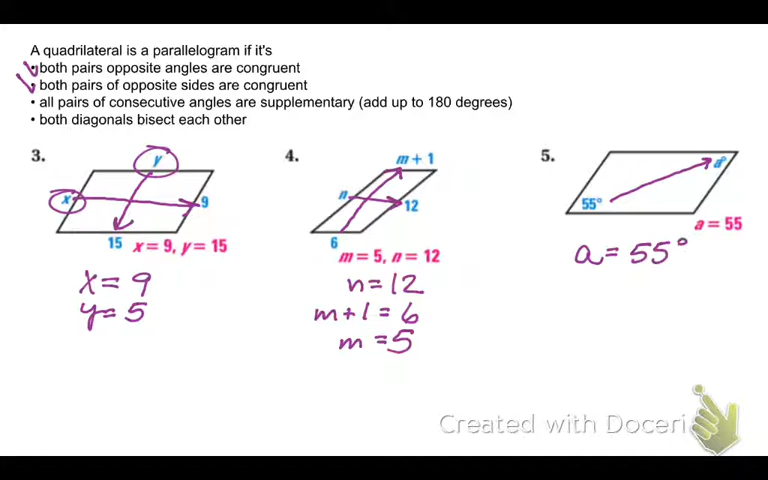 A quadrilateral is a parallelogram if it's
• both pairs opposite angles are congruent
• both pairs of opposite sides are congruent
• all pairs of consecutive angles are supplementary (add up to 180 degrees)
• both diagonals bisect each other
3.
y
x
9
15
x = 9, y = 15
x = 9
y = 5
4.
m + 1
n
12
6
m = 5, n = 12
n = 12
m + 1 = 6
m = 5
5.
a°
55°
a = 55
a = 55°
Created with Doceri